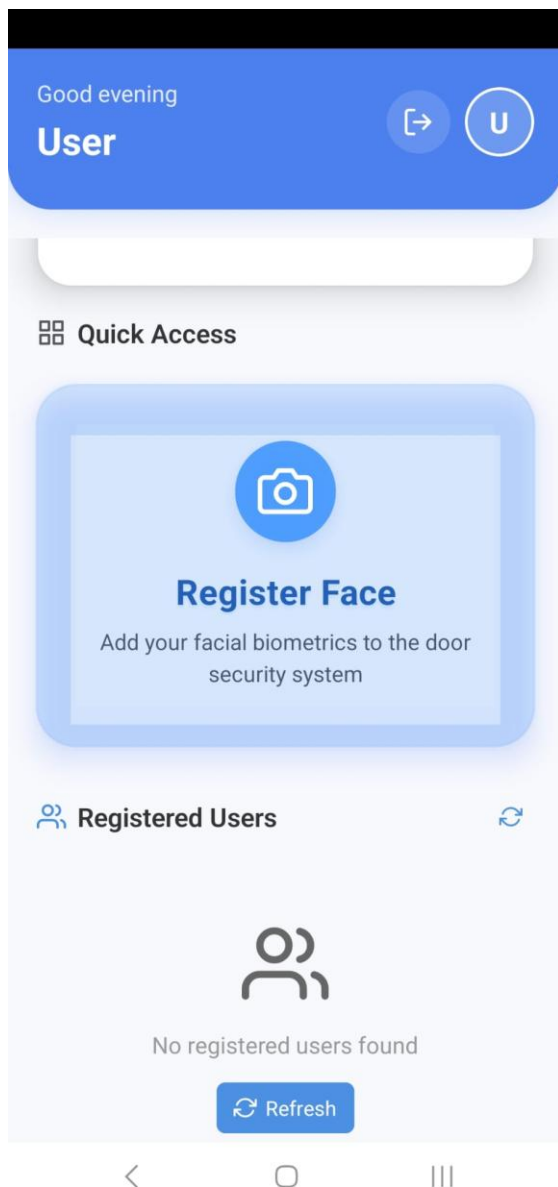 Good evening
User
U
Quick Access
Register Face
Add your facial biometrics to the door
security system
Registered Users
No registered users found
Refresh